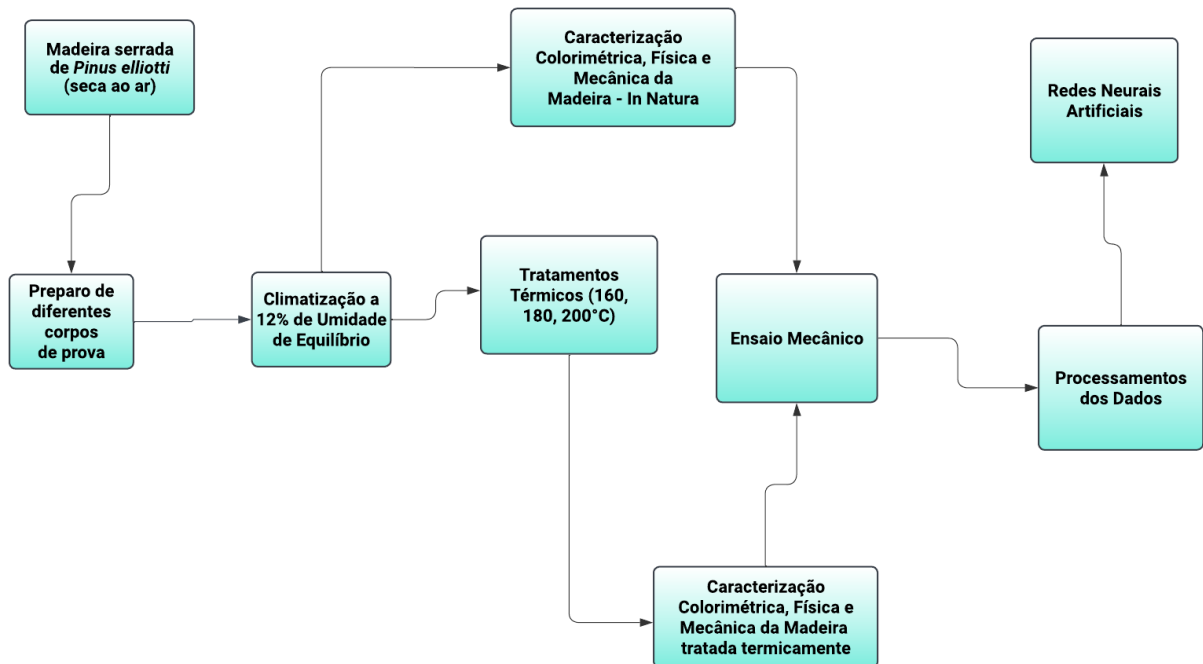 Madeira serrada
de Pinus elliotti
(seca ao ar)
Preparo de
diferentes
corpos
de prova
Climatização a
12% de Umidade
de Equilíbrio
Caracterização
Colorimétrica, Física e
Mecânica da
Madeira - In Natura
Tratamentos
Térmicos (160,
180, 200°C)
Caracterização
Colorimétrica, Física e
Mecânica da Madeira
tratada termicamente
Ensaio Mecânico
Processamentos
dos Dados
Redes Neurais
Artificiais